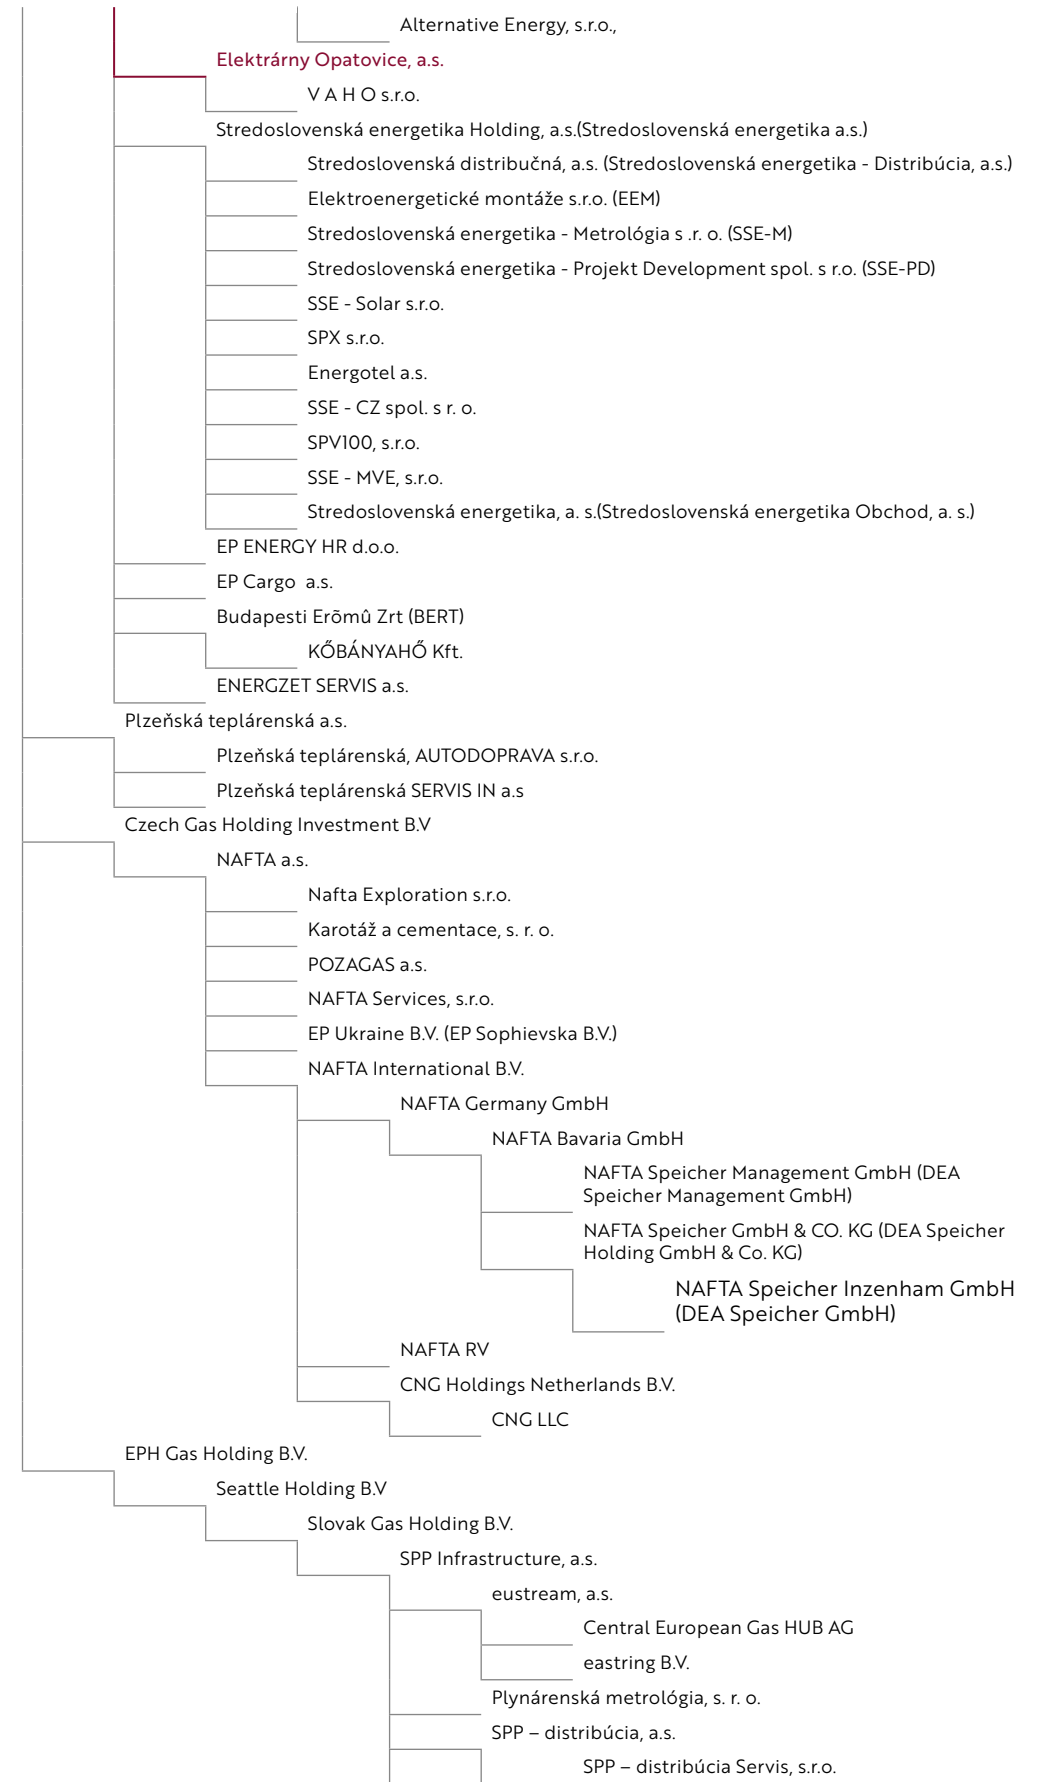 Alternative Energy, s.r.o.,
Elektrárny Opatovice, a.s.
V A H O s.r.o.
Stredoslovenská energetika Holding, a.s.(Stredoslovenská energetika a.s.)
Stredoslovenská distribučná, a.s. (Stredoslovenská energetika - Distribúcia, a.s.)
Elektroenergetické montáže s.r.o. (EEM)
Stredoslovenská energetika - Metrológia s .r. o. (SSE-M)
Stredoslovenská energetika - Projekt Development spol. s r.o. (SSE-PD)
SSE - Solar s.r.o.
SPX s.r.o.
Energotel a.s.
SSE - CZ spol. s r. o.
SPV100, s.r.o.
SSE - MVE, s.r.o.
Stredoslovenská energetika, a. s.(Stredoslovenská energetika Obchod, a. s.)
EP ENERGY HR d.o.o.
EP Cargo  a.s.
Budapesti Erõmû Zrt (BERT)
KŐBÁNYAHŐ Kft.
ENERGZET SERVIS a.s.
Plzeňská teplárenská a.s.
Plzeňská teplárenská, AUTODOPRAVA s.r.o.
Plzeňská teplárenská SERVIS IN a.s
Czech Gas Holding Investment B.V
NAFTA a.s.
Nafta Exploration s.r.o.
Karotáž a cementace, s. r. o.
POZAGAS a.s.
NAFTA Services, s.r.o.
EP Ukraine B.V. (EP Sophievska B.V.)
NAFTA International B.V.
NAFTA Germany GmbH
NAFTA Bavaria GmbH
NAFTA Speicher Management GmbH (DEA
Speicher Management GmbH)
NAFTA Speicher GmbH & CO. KG (DEA Speicher
Holding GmbH & Co. KG)
NAFTA Speicher Inzenham GmbH
(DEA Speicher GmbH)
NAFTA RV
CNG Holdings Netherlands B.V.
CNG LLC
EPH Gas Holding B.V.
Seattle Holding B.V
Slovak Gas Holding B.V.
SPP Infrastructure, a.s.
eustream, a.s.
Central European Gas HUB AG
eastring B.V.
Plynárenská metrológia, s. r. o.
SPP – distribúcia, a.s.
SPP – distribúcia Servis, s.r.o.